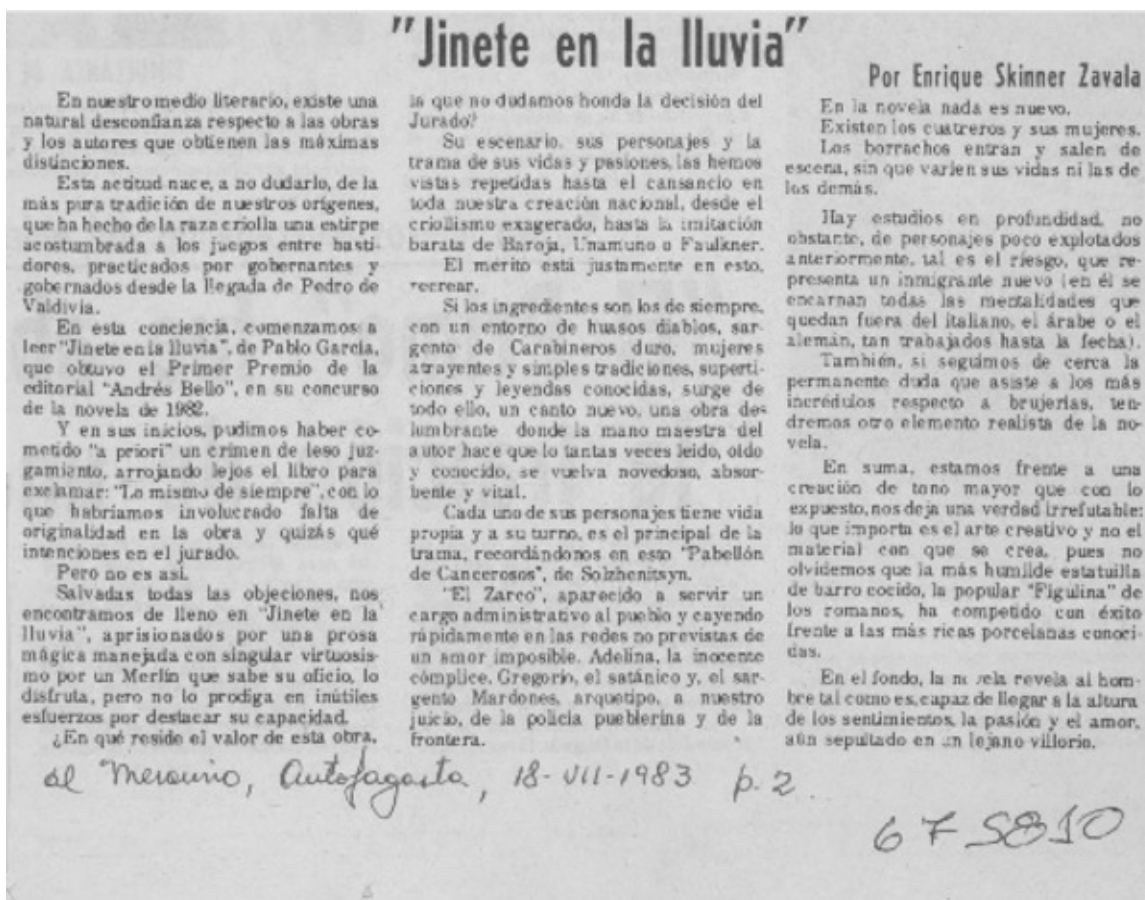 "Jinete en la lluvia"
Por Enrique Skinner Zavala
En nuestro medio literario, existe una
natural desconfianza respecto a las obras
y los autores que obtienen las máximas
distinciones.
Esta actitud nace, a no dudarlo, de la
más pura tradición de nuestros orígenes,
que ha hecho de la raza criolla una estirpe
acostumbrada a los juegos entre basti-
dores, practicados por gobernantes y
gobernados desde la llegada de Pedro de
Valdivia.
En esta conciencia, comenzamos a
leer "Jinete en la lluvia", de Pablo García,
que obtuvo el Primer Premio de la
editorial "Andrés Bello", en su concurso
de la novela de 1982.
Y en sus inicios, pudimos haber co-
metido "a priori" un crimen de leso juz-
gamiento, arrojando lejos el libro para
exclamar: "Lo mismo de siempre", con lo
que habríamos involucrado falta de
originalidad en la obra y quizás qué
intenciones en el jurado.
Pero no es así.
Salvadas todas las objeciones, nos
encontramos de lleno en "Jinete en la
lluvia", aprisionados por una prosa
mágica manejada con singular virtuosis-
mo por un Merlín que sabe su oficio, lo
disfruta, pero no lo prodiga en inútiles
esfuerzos por destacar su capacidad.
¿En qué reside el valor de esta obra,
la que no dudamos honda la decisión del
Jurado?
Su escenario, sus personajes y la
trama de sus vidas y pasiones, las hemos
vistas repetidas hasta el cansancio en
toda nuestra creación nacional, desde el
criollismo exagerado, hasta la imitación
barata de Baroja, Unamuno o Faulkner.
El mérito está justamente en esto,
recrear.
Si los ingredientes son los de siempre,
con un entorno de huasos diablos, sar-
gento de Carabineros duro, mujeres
atrayentes y simples tradiciones, superti-
ciones y leyendas conocidas, surge de
todo ello, un canto nuevo, una obra des-
lumbrante donde la mano maestra del
autor hace que lo tantas veces leído, oído
y conocido, se vuelva novedoso, absor-
bente y vital.
Cada uno de sus personajes tiene vida
propia y a su turno, es el principal de la
trama, recordándonos en esto "Pabellón
de Cancerosos", de Solzhenitsyn.
"El Zarco", aparecido a servir un
cargo administrativo al pueblo y cayendo
rápidamente en las redes no previstas de
un amor imposible. Adelina, la inocente
cómplice. Gregorio, el satánico y, el sar-
gento Mardones, arquetipo, a nuestro
juicio, de la policía pueblerina y de la
frontera.
En la novela nada es nuevo.
Existen los cuatreros y sus mujeres.
Los borrachos entran y salen de
escena, sin que varíen sus vidas ni las de
los demás.
Hay estudios en profundidad, no
obstante, de personajes poco explotados
anteriormente, tal es el riesgo, que re-
presenta un inmigrante nuevo (en él se
encarnan todas las mentalidades que
quedan fuera del italiano, el árabe o el
alemán, tan trabajados hasta la fecha).
También, si seguimos de cerca la
permanente duda que asiste a los más
incrédulos respecto a brujerías, ten-
dremos otro elemento realista de la no-
vela.
En suma, estamos frente a una
creación de tono mayor que con lo
expuesto, nos deja una verdad irrefutable:
lo que importa es el arte creativo y no el
material con que se crea, pues no
olvidemos que la más humilde estatuilla
de barro cocido, la popular "Figulina" de
los romanos, ha competido con éxito
frente a las más ricas porcelanas conoci-
das.
En el fondo, la novela revela al hom-
bre tal como es, capaz de llegar a la altura
de los sentimientos, la pasión y el amor,
aún sepultado en un lejano villorio.
el Mercurio, Antofagasta, 18-VII-1983 p. 2.
675810